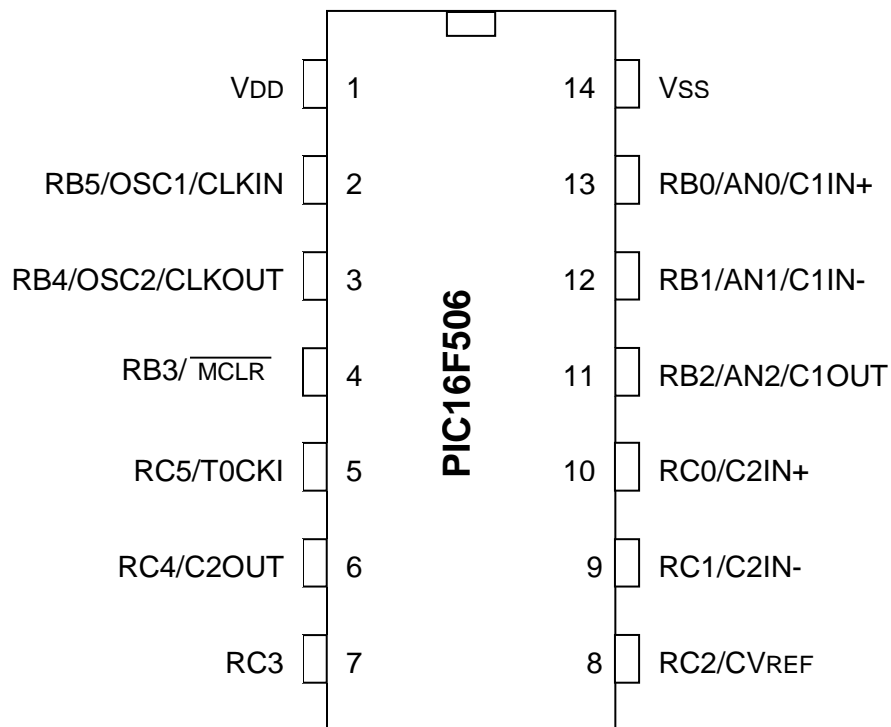 VDD 1 14 VSS
RB5/OSC1/CLKIN 2 13 RB0/AN0/C1IN+
RB4/OSC2/CLKOUT 3 12 RB1/AN1/C1IN-
RB3/MCLR 4 11 RB2/AN2/C1OUT
RC5/T0CKI 5 10 RC0/C2IN+
RC4/C2OUT 6 9 RC1/C2IN-
RC3 7 8 RC2/CVREF
PIC16F506